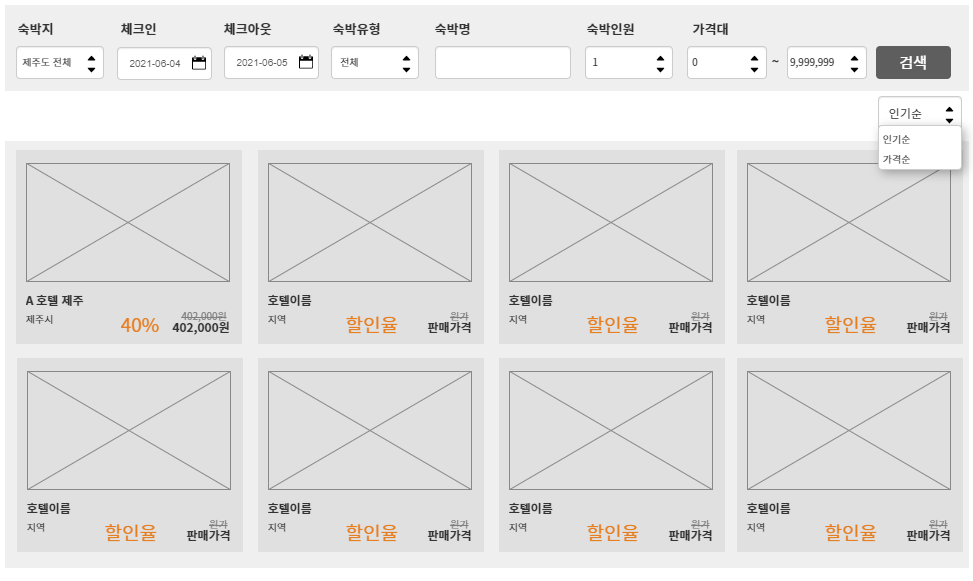 숙박지 체크인 체크아웃 숙박유형 숙박명 숙박인원 가격대
제주도 전체 2021-06-04 2021-06-05 전체 1 0 ~ 9,999,999 검색
인기순
인기순
가격순
A 호텔 제주
제주시
40%
402,000원
402,000원
호텔이름
지역
할인율
원가
판매가격
호텔이름
지역
할인율
원가
판매가격
호텔이름
지역
할인율
원가
판매가격
호텔이름
지역
할인율
원가
판매가격
호텔이름
지역
할인율
원가
판매가격
호텔이름
지역
할인율
원가
판매가격
호텔이름
지역
할인율
원가
판매가격